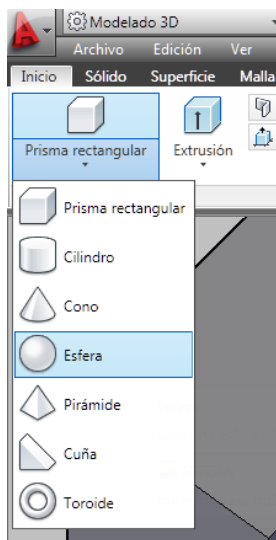 Modelado 3D
Archivo Edición Ver
Inicio Sólido Superficie Malla
Prisma rectangular Extrusión
Prisma rectangular
Cilindro
Cono
Esfera
Pirámide
Cuña
Toroide